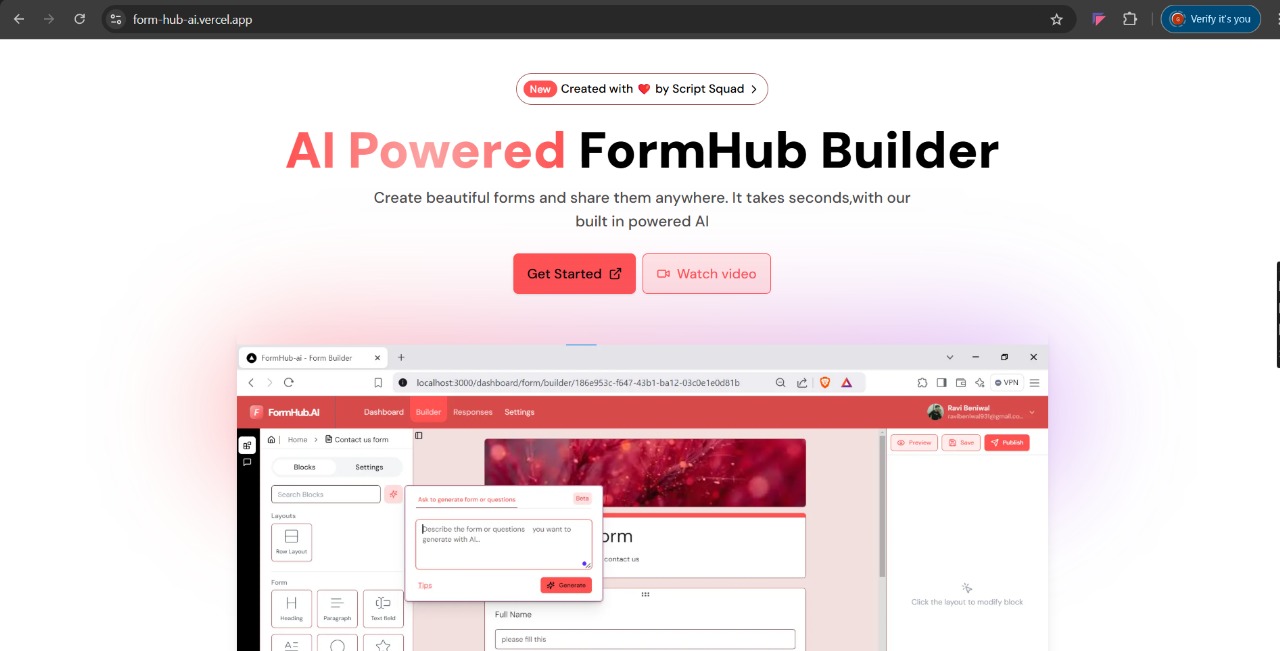 form-hub-ai.vercel.app
Verify it's you
New Created with ❤️ by Script Squad >
AI Powered FormHub Builder
Create beautiful forms and share them anywhere. It takes seconds,with our
built in powered AI
Get Started
Watch video
FormHub-ai - Form Builder
localhost:3000/dashboard/form/builder/186e953c-f647-43b1-ba12-03c0e1e0d81b
VPN
F FormHub.Ai
Dashboard Builder Responses Settings
Ravi Beniwal
ravibeniwal931@gmail.co...
Home > Contact us form
Preview Save Publish
Blocks Settings
Search Blocks
Layouts
Row Layout
Form
Heading Paragraph Text Field
Ask to generate form or questions Beta
Describe the form or questions you want to
generate with AI...
Tips Generate
orm
contact us
Full Name
please fill this
Click the layout to modify block